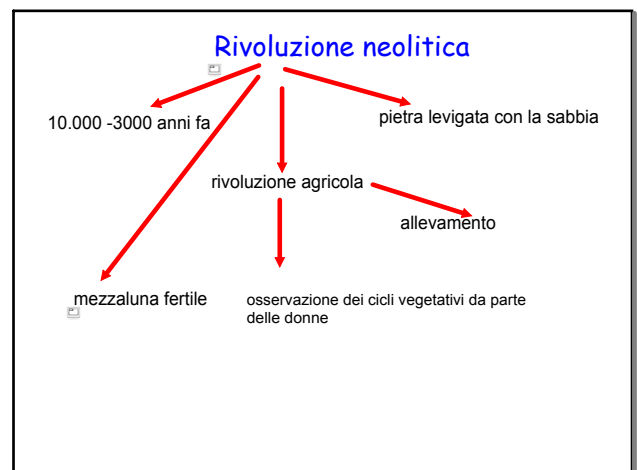 Rivoluzione neolitica
10.000 -3000 anni fa
pietra levigata con la sabbia
rivoluzione agricola
allevamento
mezzaluna fertile
osservazione dei cicli vegetativi da parte
delle donne